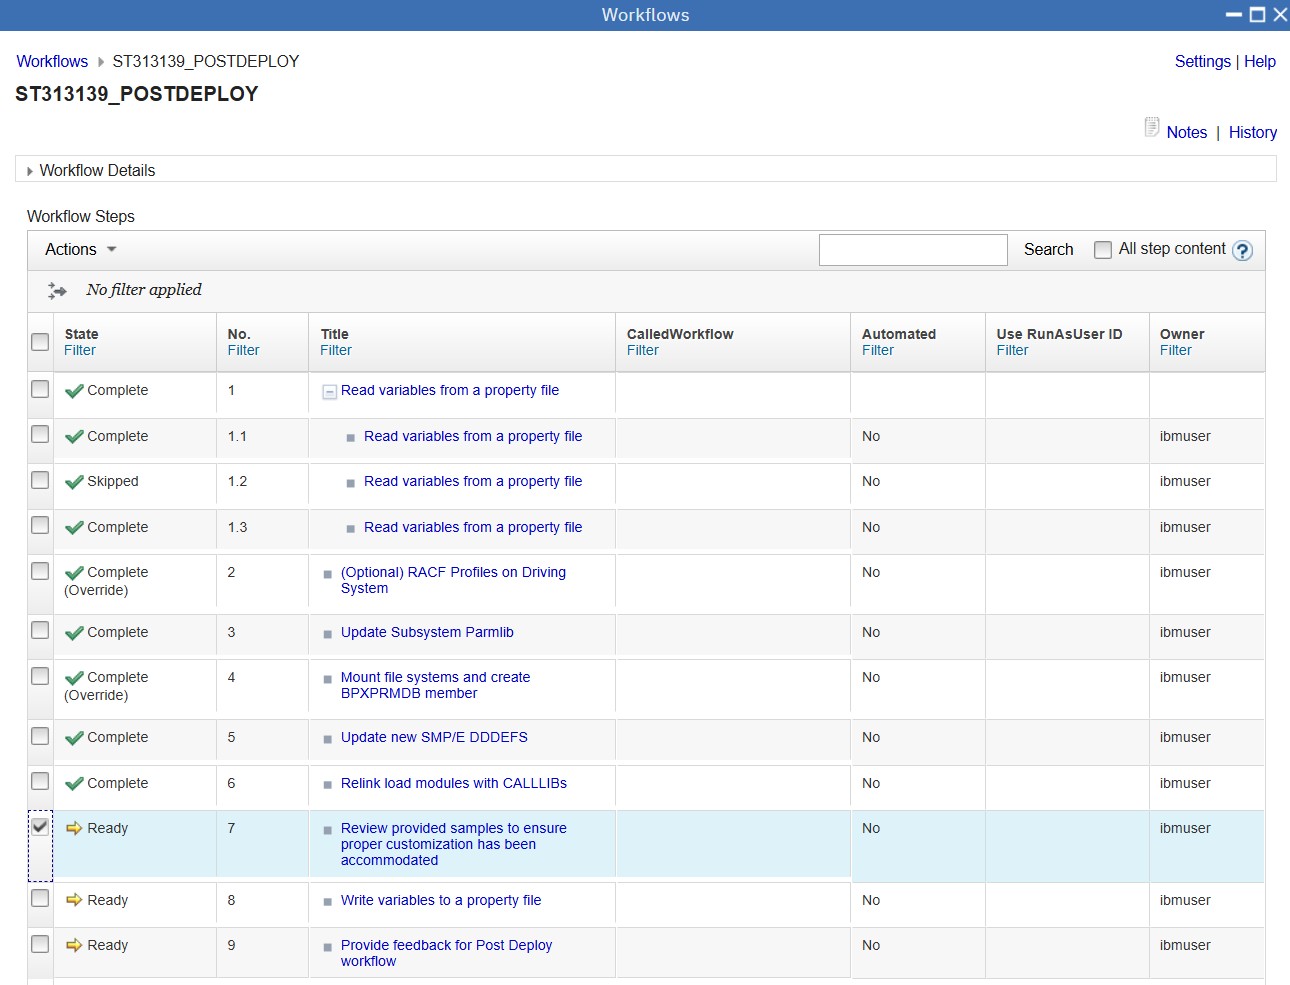 Workflows
Workflows ST313139_POSTDEPLOY
Settings | Help
ST313139_POSTDEPLOY
Notes | History
Workflow Details
Workflow Steps
Actions
Search
All step content
?
No filter applied
State No. Title CalledWorkflow Automated Use RunAsUser ID Owner
Filter Filter Filter Filter Filter Filter Filter
Complete 1 Read variables from a property file
Complete 1.1 Read variables from a property file No ibmuser
Skipped 1.2 Read variables from a property file No ibmuser
Complete 1.3 Read variables from a property file No ibmuser
Complete 2 (Optional) RACF Profiles on Driving No ibmuser
(Override) System
Complete 3 Update Subsystem Parmlib No ibmuser
Complete 4 Mount file systems and create No ibmuser
(Override) BPXPRMDB member
Complete 5 Update new SMP/E DDDEFS No ibmuser
Complete 6 Relink load modules with CALLLIBs No ibmuser
Ready 7 Review provided samples to ensure No ibmuser
proper customization has been
accommodated
Ready 8 Write variables to a property file No ibmuser
Ready 9 Provide feedback for Post Deploy No ibmuser
workflow